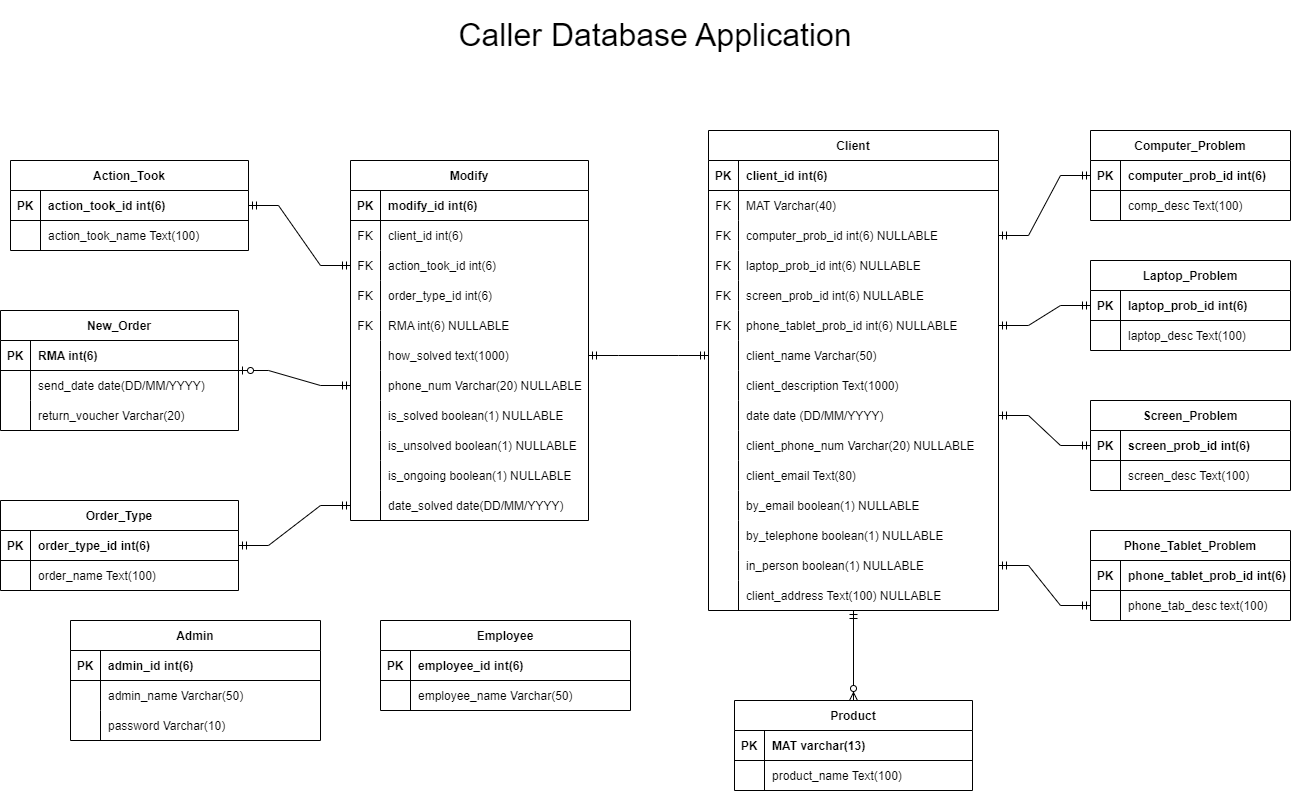 Caller Database Application
Action_Took
PK action_took_id int(6)
action_took_name Text(100)
New_Order
PK RMA int(6)
send_date date(DD/MM/YYYY)
return_voucher Varchar(20)
Order_Type
PK order_type_id int(6)
order_name Text(100)
Modify
PK modify_id int(6)
FK client_id int(6)
FK action_took_id int(6)
FK order_type_id int(6)
FK RMA int(6) NULLABLE
how_solved text(1000)
phone_num Varchar(20) NULLABLE
is_solved boolean(1) NULLABLE
is_unsolved boolean(1) NULLABLE
is_ongoing boolean(1) NULLABLE
date_solved date(DD/MM/YYYY)
Client
PK client_id int(6)
FK MAT Varchar(40)
FK computer_prob_id int(6) NULLABLE
FK laptop_prob_id int(6) NULLABLE
FK screen_prob_id int(6) NULLABLE
FK phone_tablet_prob_id int(6) NULLABLE
client_name Varchar(50)
client_description Text(1000)
date date (DD/MM/YYYY)
client_phone_num Varchar(20) NULLABLE
client_email Text(80)
by_email boolean(1) NULLABLE
by_telephone boolean(1) NULLABLE
in_person boolean(1) NULLABLE
client_address Text(100) NULLABLE
Computer_Problem
PK computer_prob_id int(6)
comp_desc Text(100)
Laptop_Problem
PK laptop_prob_id int(6)
laptop_desc Text(100)
Screen_Problem
PK screen_prob_id int(6)
screen_desc Text(100)
Phone_Tablet_Problem
PK phone_tablet_prob_id int(6)
phone_tab_desc text(100)
Admin
PK admin_id int(6)
admin_name Varchar(50)
password Varchar(10)
Employee
PK employee_id int(6)
employee_name Varchar(50)
Product
PK MAT varchar(13)
product_name Text(100)